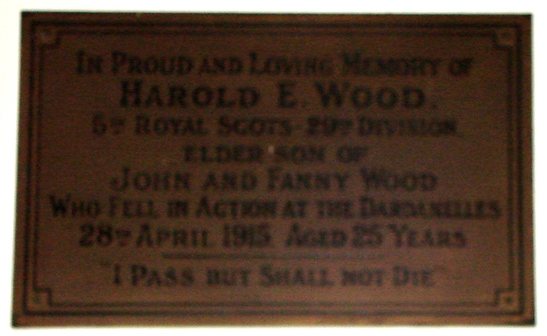 In Proud and Loving Memory of
Harold E. Wood.
5th Royal Scots - 29th Division
Elder son of
John and Fanny Wood
Who Fell in Action at the Dardanelles
28th April 1915. Aged 25 Years
"I Pass but Shall not Die"